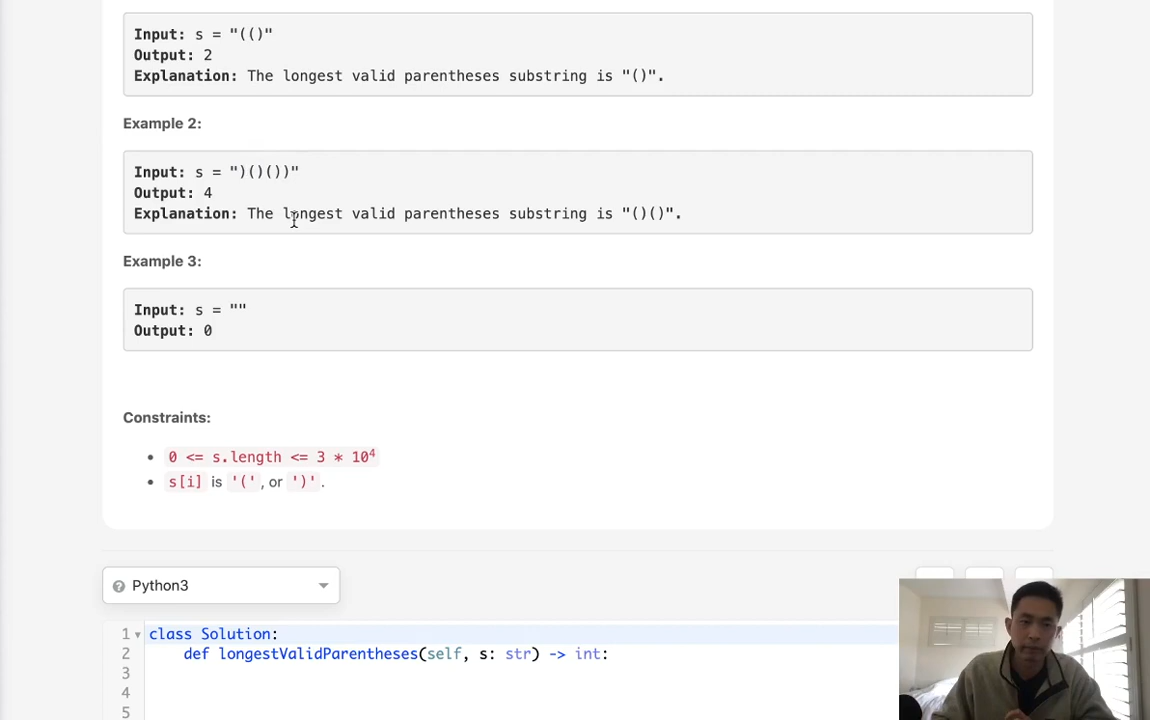 Input: s = "(()"
Output: 2
Explanation: The longest valid parentheses substring is "()".
Example 2:
Input: s = ")()())"
Output: 4
Explanation: The longest valid parentheses substring is "()()".
Example 3:
Input: s = ""
Output: 0
Constraints:
• 0 <= s.length <= 3 * 10⁴
• s[i] is '(', or ')'.
? Python3
1 class Solution:
2 def longestValidParentheses(self, s: str) -> int:
3
4
5